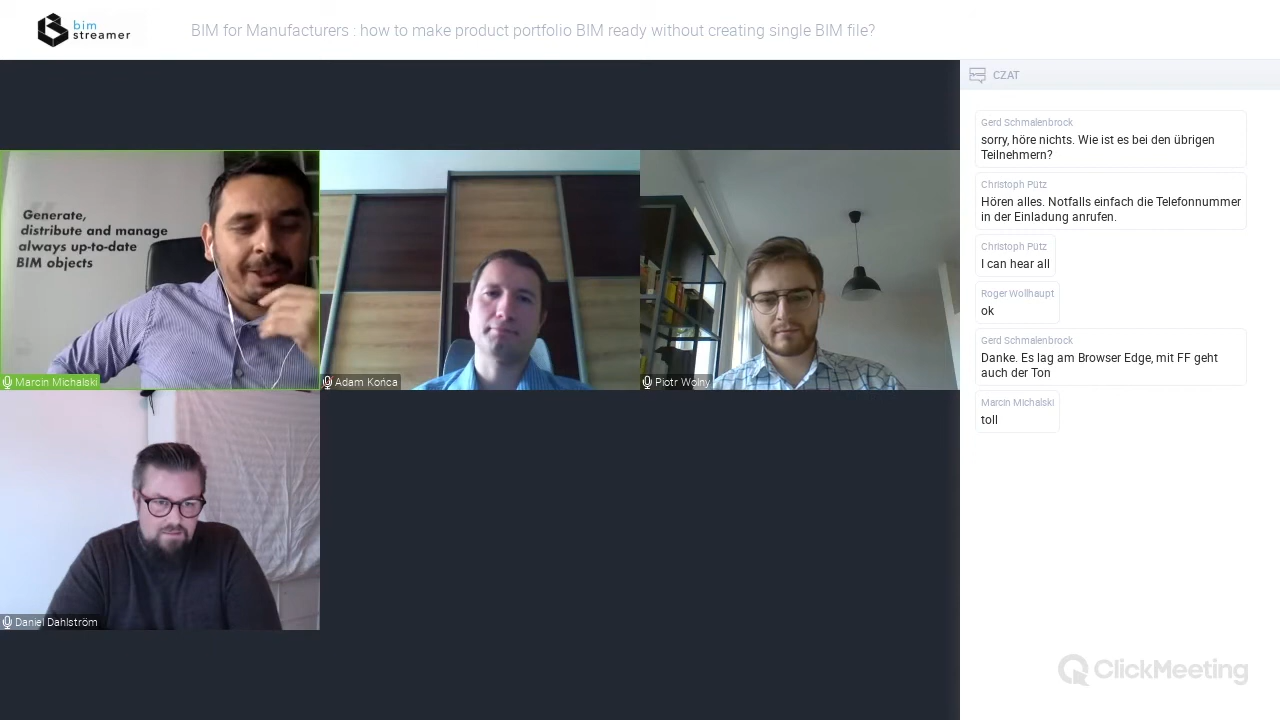 bim
streamer
BIM for Manufacturers : how to make product portfolio BIM ready without creating single BIM file?
CZAT
Generate,
distribute and manage
always up-to-date
BIM objects
Marcin Michalski
Adam Końca
Piotr Wolny
Daniel Dahlström
Gerd Schmalenbrock
sorry, höre nichts. Wie ist es bei den übrigen
Teilnehmern?
Christoph Pütz
Hören alles. Notfalls einfach die Telefonnummer
in der Einladung anrufen.
Christoph Pütz
I can hear all
Roger Wollhaupt
ok
Gerd Schmalenbrock
Danke. Es lag am Browser Edge, mit FF geht
auch der Ton
Marcin Michalski
toll
ClickMeeting